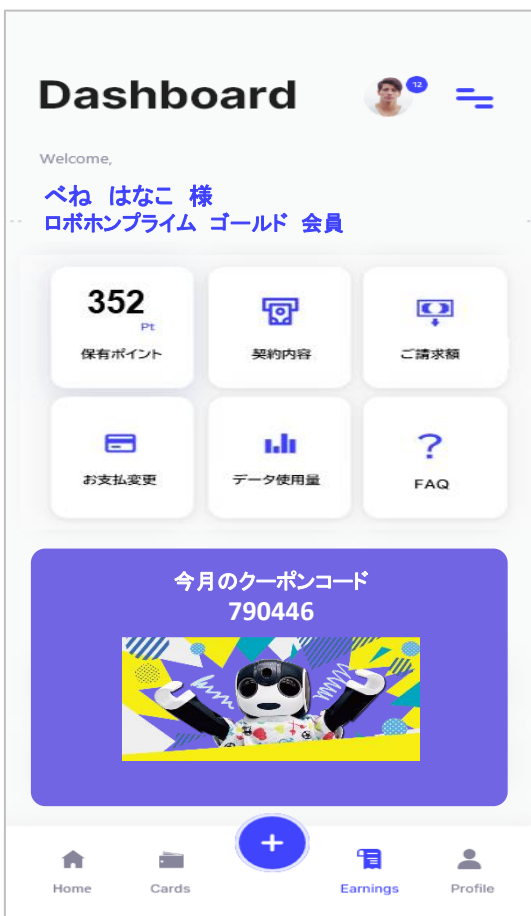 Dashboard
12
Welcome,
べね はなこ 様
ロボホンプライム ゴールド 会員
352
Pt
保有ポイント
契約内容
ご請求額
お支払変更
データ使用量
?
FAQ
今月のクーポンコード
790446
Home
Cards
+
Earnings
Profile